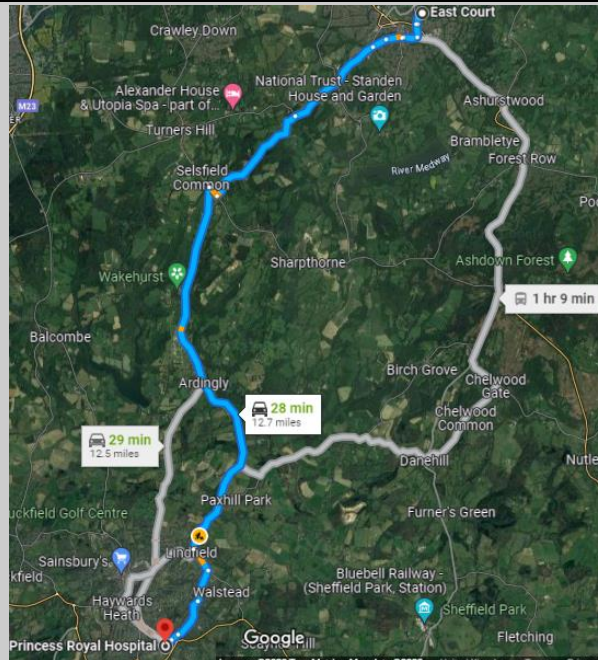 East Court
Crawley Down
M23
National Trust - Standen
House and Garden
Alexander House
& Utopia Spa - part of...
Ashurstwood
Turners Hill
Brambletye
Forest Row
River Medway
Selsfield
Common
Sharpthorne
Ashdown Forest
Wakehurst
1 hr 9 min
Balcombe
Birch Grove
Ardingly
Chelwood
Gate
28 min
12.7 miles
Chelwood
Common
29 min
12.5 miles
Danehill
Nutle
Paxhill Park
uckfield Golf Centre
Furner's Green
Sainsbury's
Lindfield
ckfield
Walstead
Bluebell Railway -
(Sheffield Park, Station)
Haywards
Heath
Sheffield Park
Princess Royal Hospital
Google
Fletching